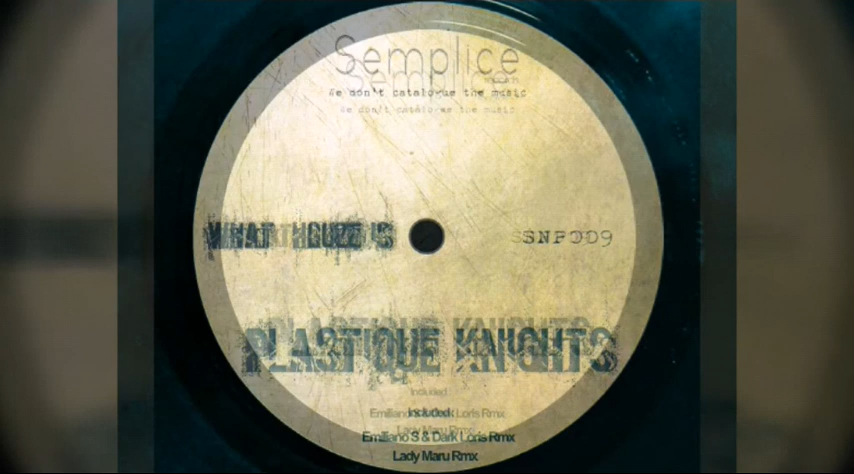 Semplice
We don't catalogue the music
WHAT HOUZE IS
SNF009
PLASTIQUE KNIGHTS
Included:
Emiliano S & Dark Loris Rmx
Lady Maru Rmx